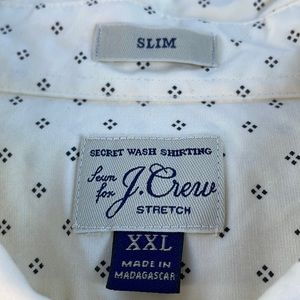 SLIM
SECRET WASH SHIRTING
Sewn for J.Crew
STRETCH
XXL
MADE IN
MADAGASCAR